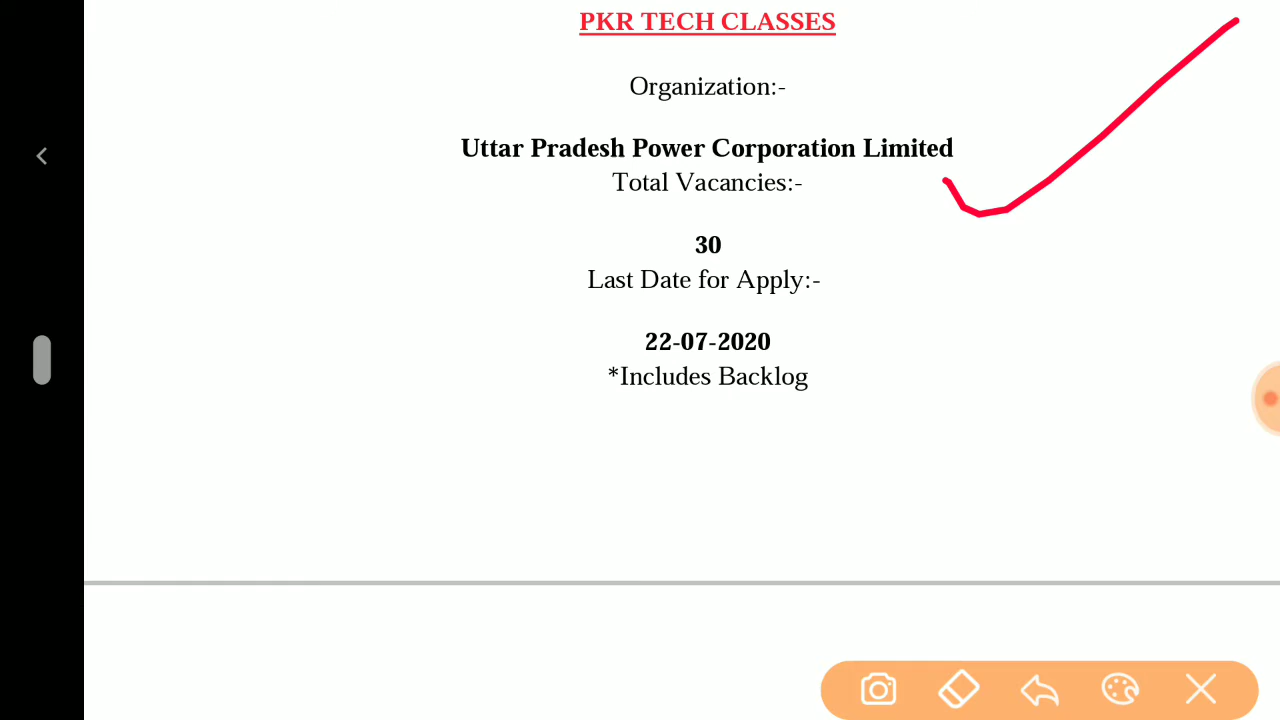 PKR TECH CLASSES
Organization:-
Uttar Pradesh Power Corporation Limited
Total Vacancies:-
30
Last Date for Apply:-
22-07-2020
*Includes Backlog